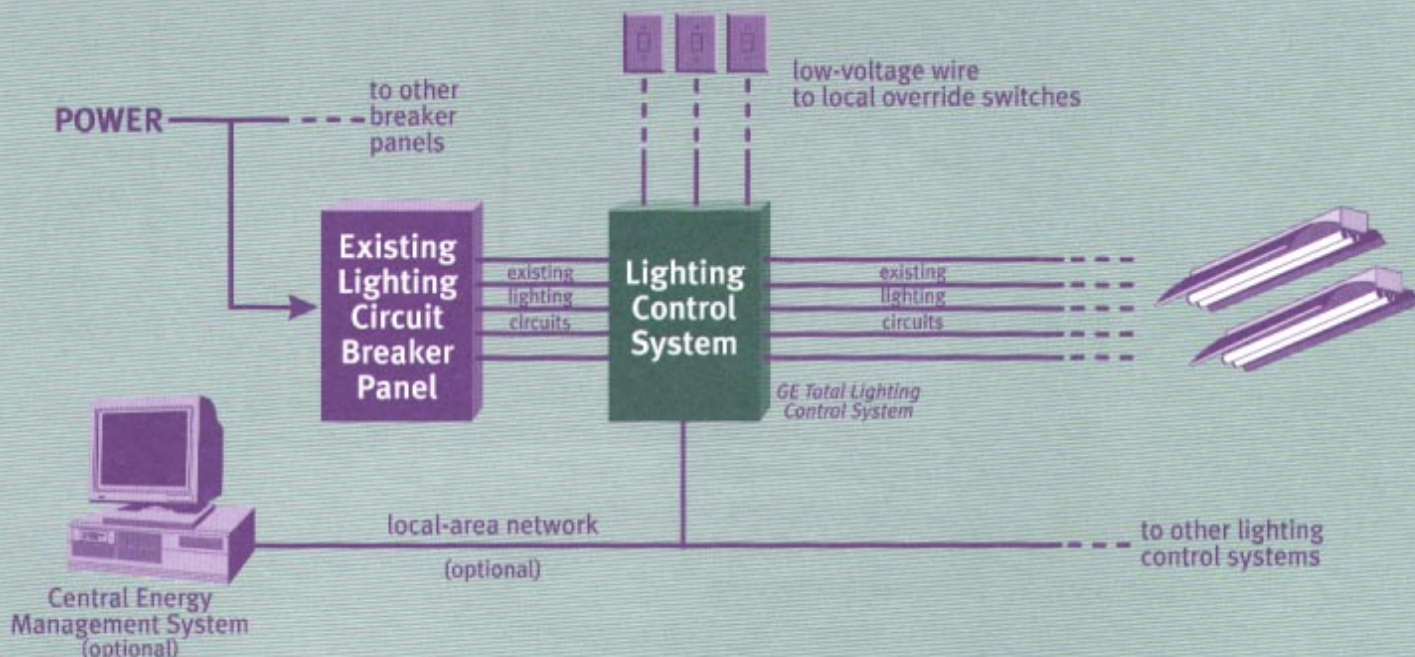 low-voltage wire
to local override switches
POWER
to other
breaker
panels
Existing
Lighting
Circuit
Breaker
Panel
existing
lighting
circuits
Lighting
Control
System
existing
lighting
circuits
GE Total Lighting
Control System
local-area network
(optional)
to other lighting
control systems
Central Energy
Management System
(optional)